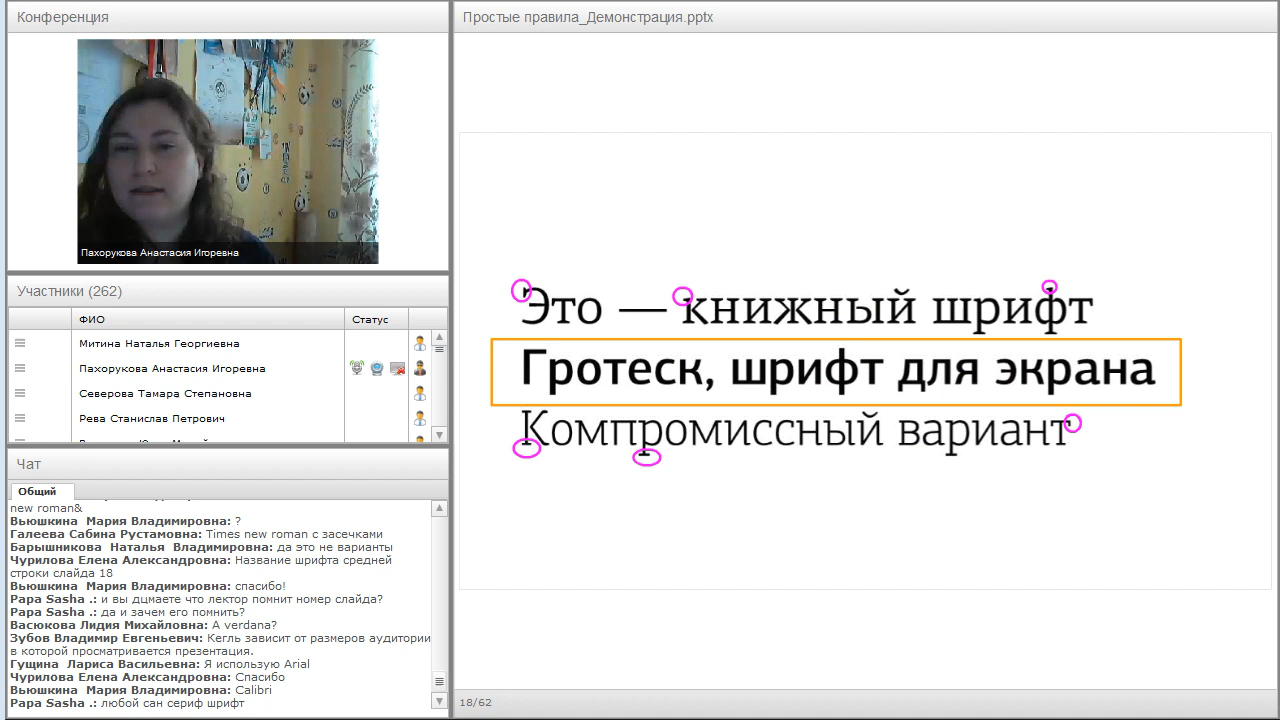 Конференция
Пахорукова Анастасия Игоревна
Участники (262)
ФИО Статус
Митина Наталья Георгиевна
Пахорукова Анастасия Игоревна
Северова Тамара Степановна
Рева Станислав Петрович
Чат
Общий
new roman&
Вьюшкина Мария Владимировна: ?
Галеева Сабина Рустамовна: Times new roman с засечками
Барышникова Наталья Владимировна: да это не варианты
Чурилова Елена Александровна: Название шрифта средней
строки слайда 18
Вьюшкина Мария Владимировна: спасибо!
Papa Sasha .: и вы дцмаете что лектор помнит номер слайда?
Papa Sasha .: да и зачем его помнить?
Васюкова Лидия Михайловна: А verdana?
Зубов Владимир Евгеньевич: Кегль зависит от размеров аудитории
в которой просматривается презентация.
Гущина Лариса Васильевна: Я использую Arial
Чурилова Елена Александровна: Спасибо
Вьюшкина Мария Владимировна: Calibri
Papa Sasha .: любой сан сериф шрифт
Простые правила_Демонстрация.pptx
Это — книжный шрифт
Гротеск, шрифт для экрана
Компромиссный вариант
18/62